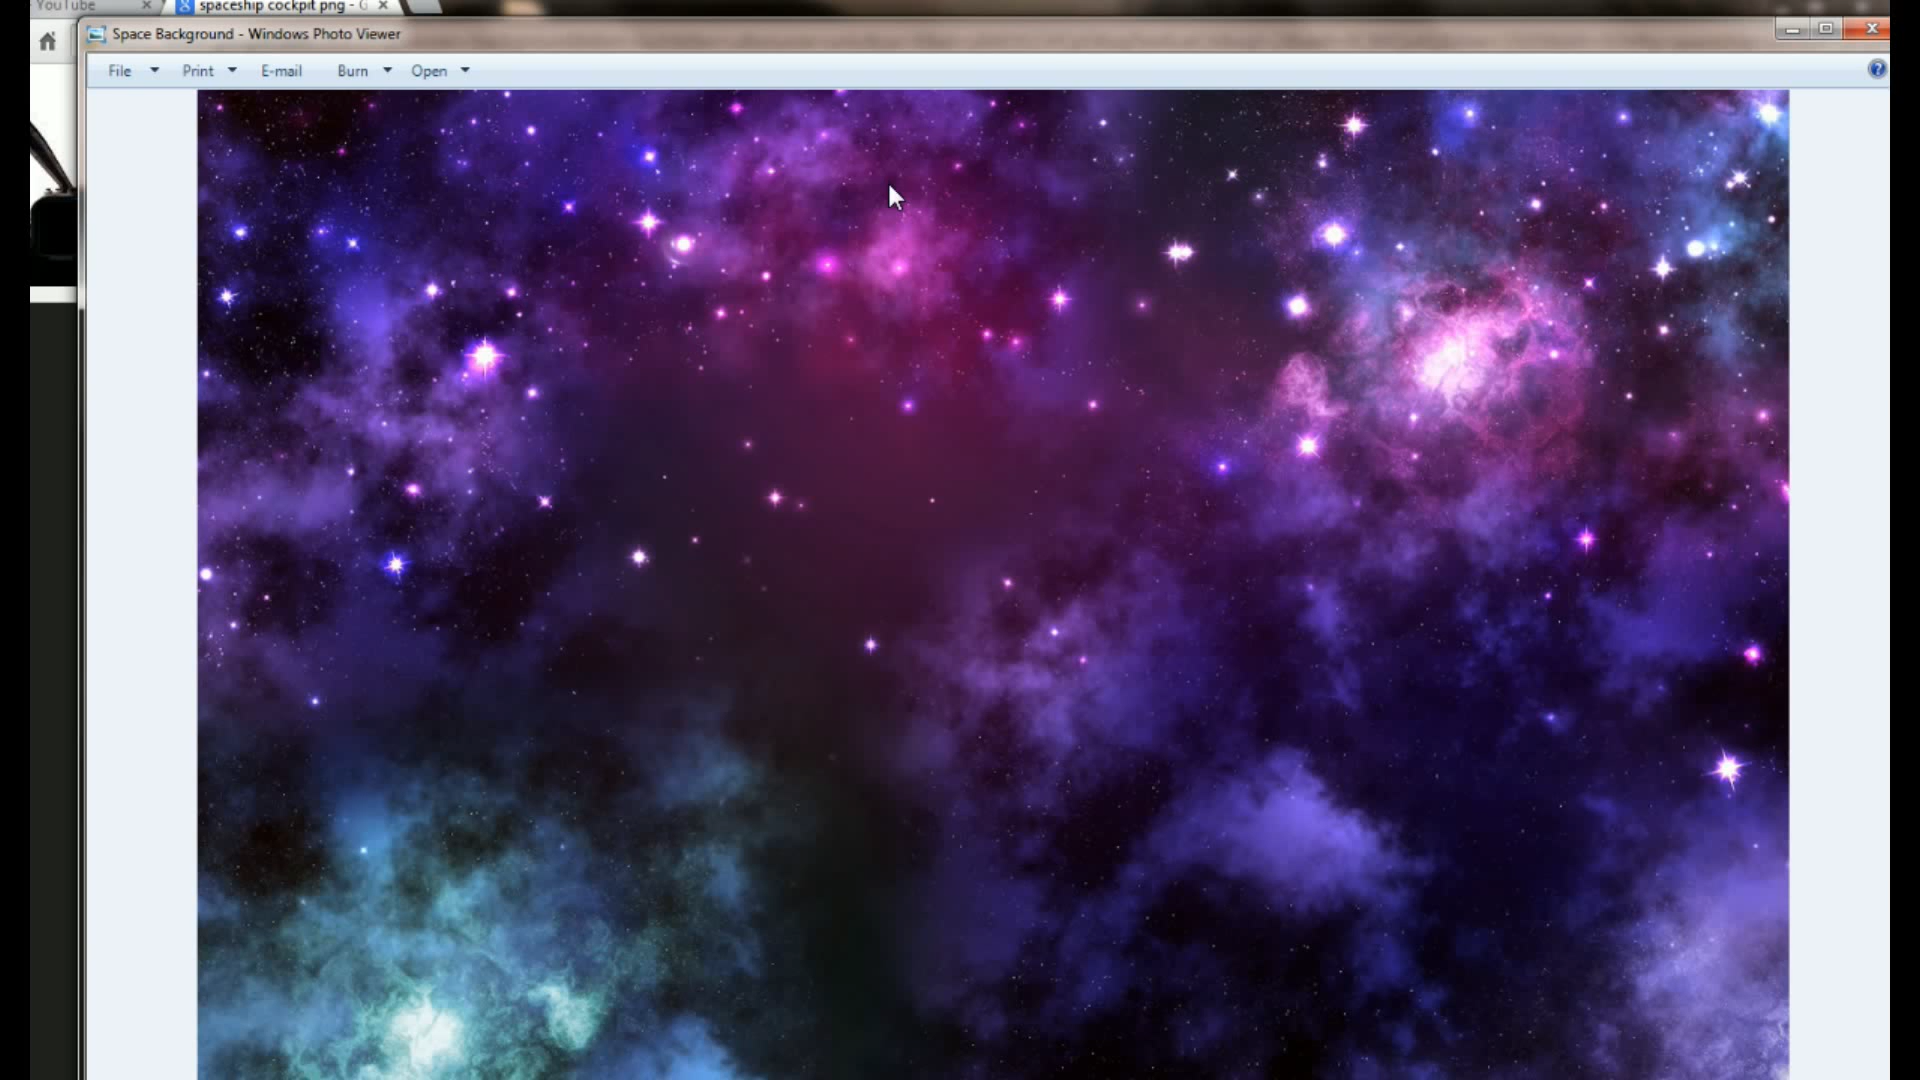 YouTube
spaceship cockpit png - G
Space Background - Windows Photo Viewer
File Print E-mail Burn Open